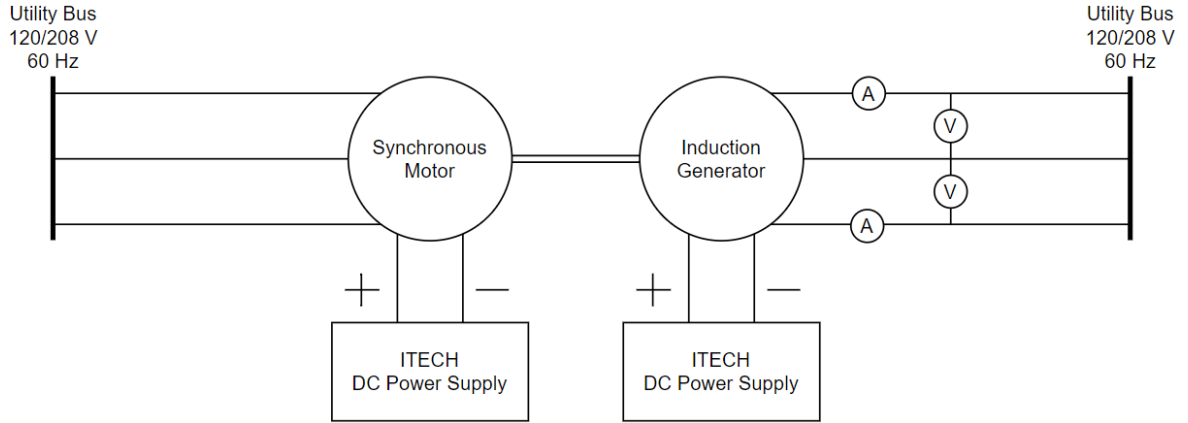 Utility Bus
120/208 V
60 Hz
Utility Bus
120/208 V
60 Hz
Synchronous
Motor
Induction
Generator
A
V
V
A
+
−
+
−
ITECH
DC Power Supply
ITECH
DC Power Supply